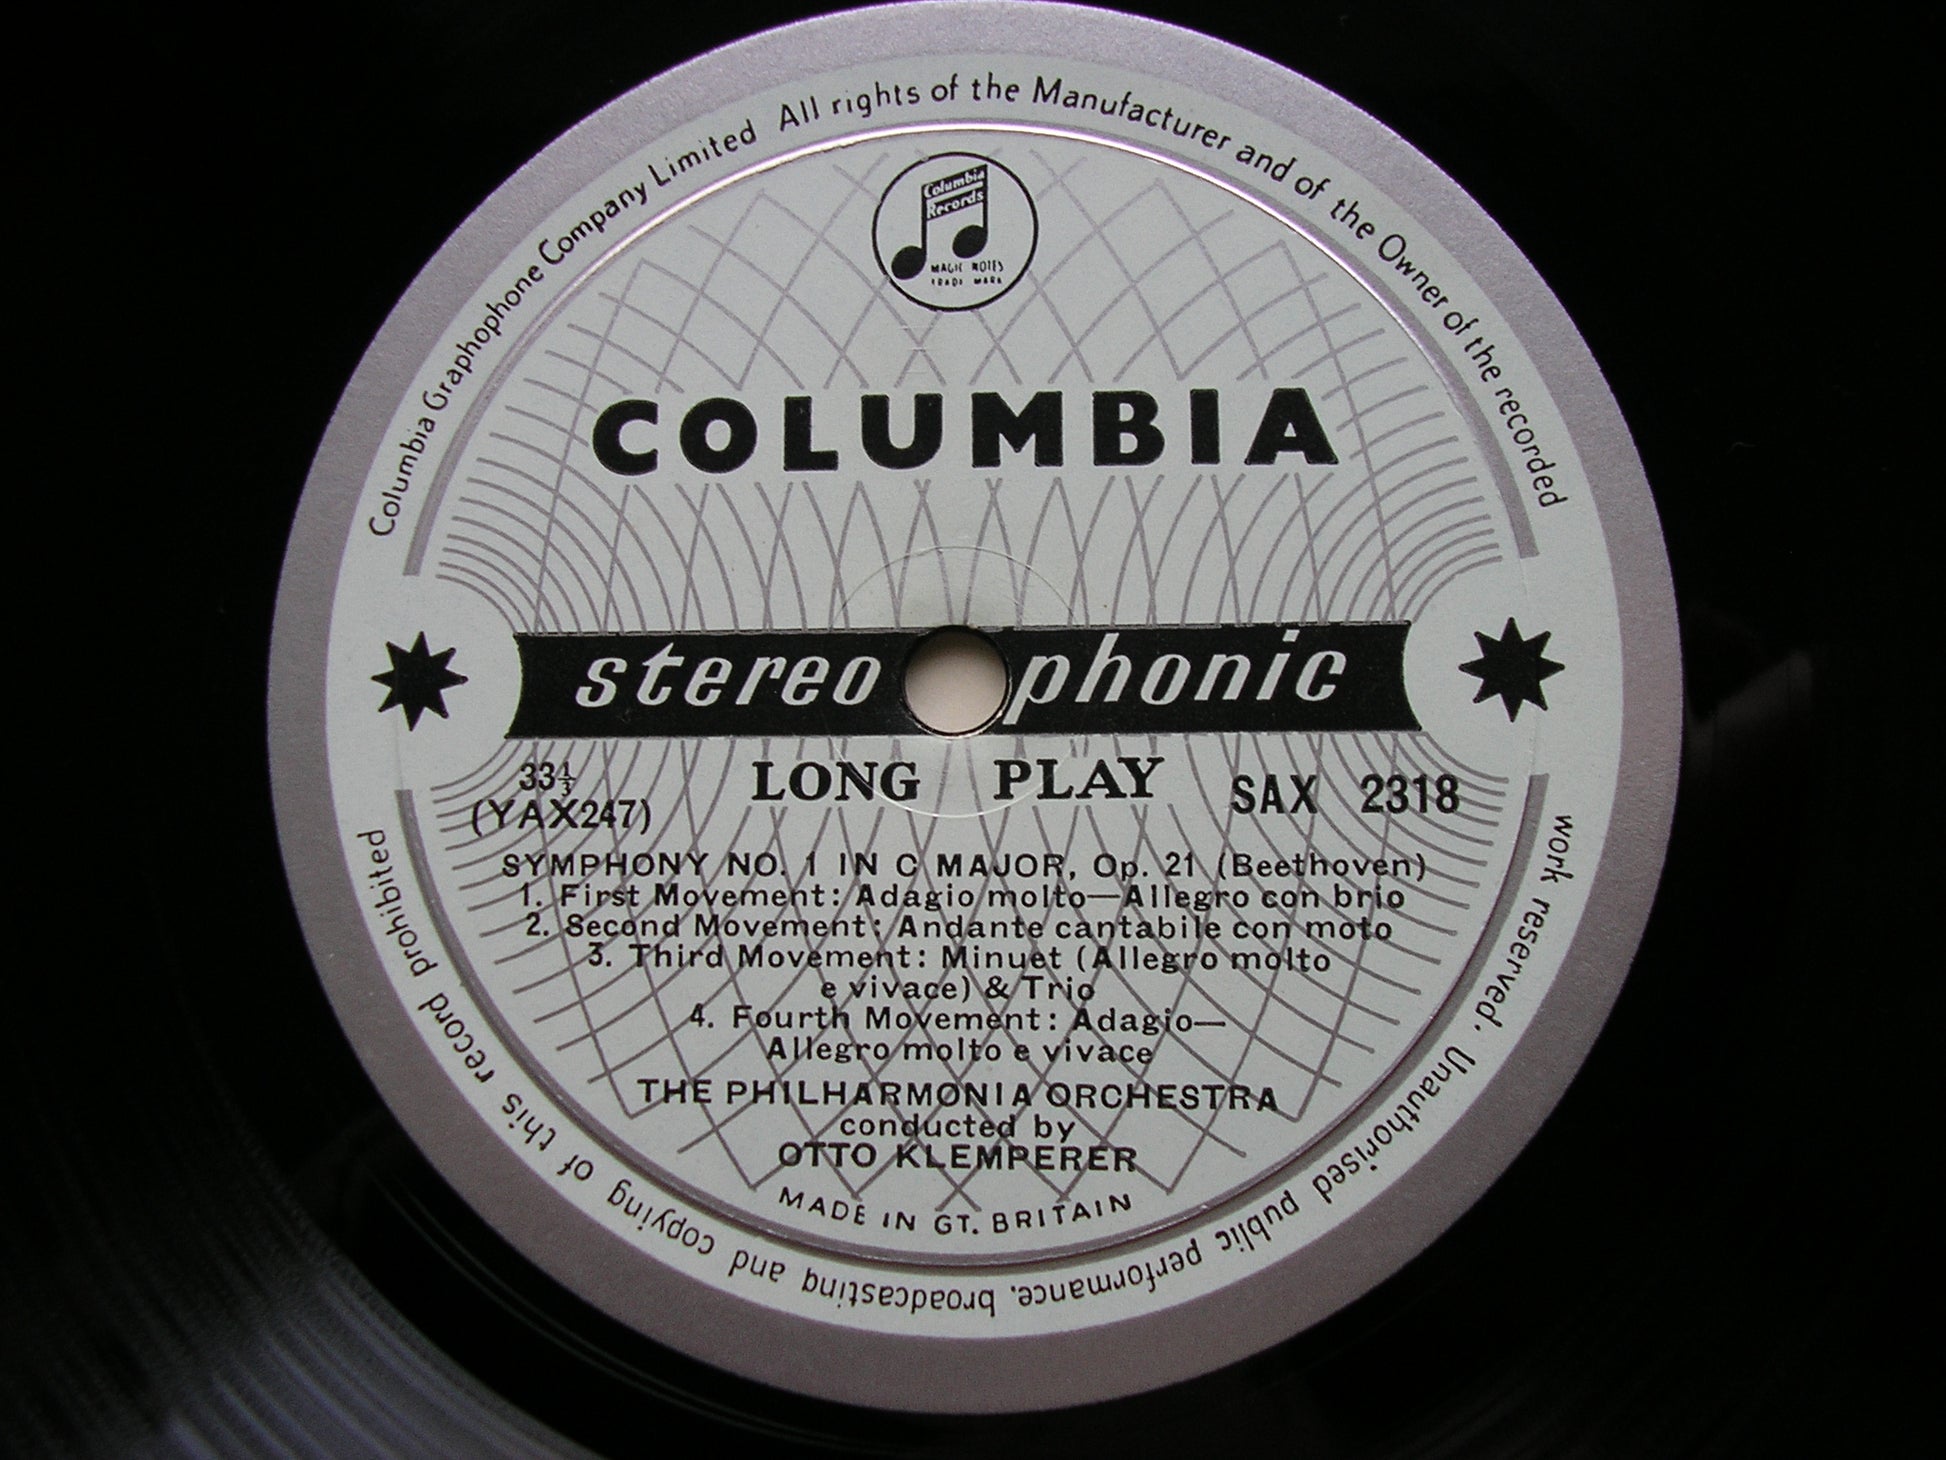 Columbia Graphophone Company Limited All rights of the Manufacturer and of the Owner of the recorded
work reserved. Unauthorised public performance, broadcasting and copying of this record prohibited
Columbia
Records
MAGIC NOTES
TRADE MARK
COLUMBIA
stereophonic
33⅓
(YAX247)
LONG PLAY
SAX 2318
SYMPHONY NO. 1 IN C MAJOR, Op. 21 (Beethoven)
1. First Movement: Adagio molto—Allegro con brio
2. Second Movement: Andante cantabile con moto
3. Third Movement: Minuet (Allegro molto
e vivace) & Trio
4. Fourth Movement: Adagio—
Allegro molto e vivace
THE PHILHARMONIA ORCHESTRA
conducted by
OTTO KLEMPERER
MADE IN GT. BRITAIN